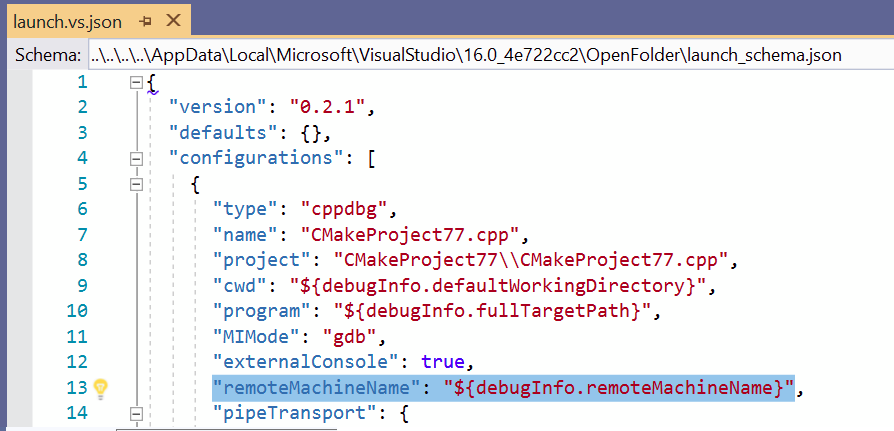 launch.vs.json
Schema: ..\..\..\..\AppData\Local\Microsoft\VisualStudio\16.0_4e722cc2\OpenFolder\launch_schema.json
1 {
2 "version": "0.2.1",
3 "defaults": {},
4 "configurations": [
5 {
6 "type": "cppdbg",
7 "name": "CMakeProject77.cpp",
8 "project": "CMakeProject77\\CMakeProject77.cpp",
9 "cwd": "${debugInfo.defaultWorkingDirectory}",
10 "program": "${debugInfo.fullTargetPath}",
11 "MIMode": "gdb",
12 "externalConsole": true,
13 "remoteMachineName": "${debugInfo.remoteMachineName}",
14 "pipeTransport": {